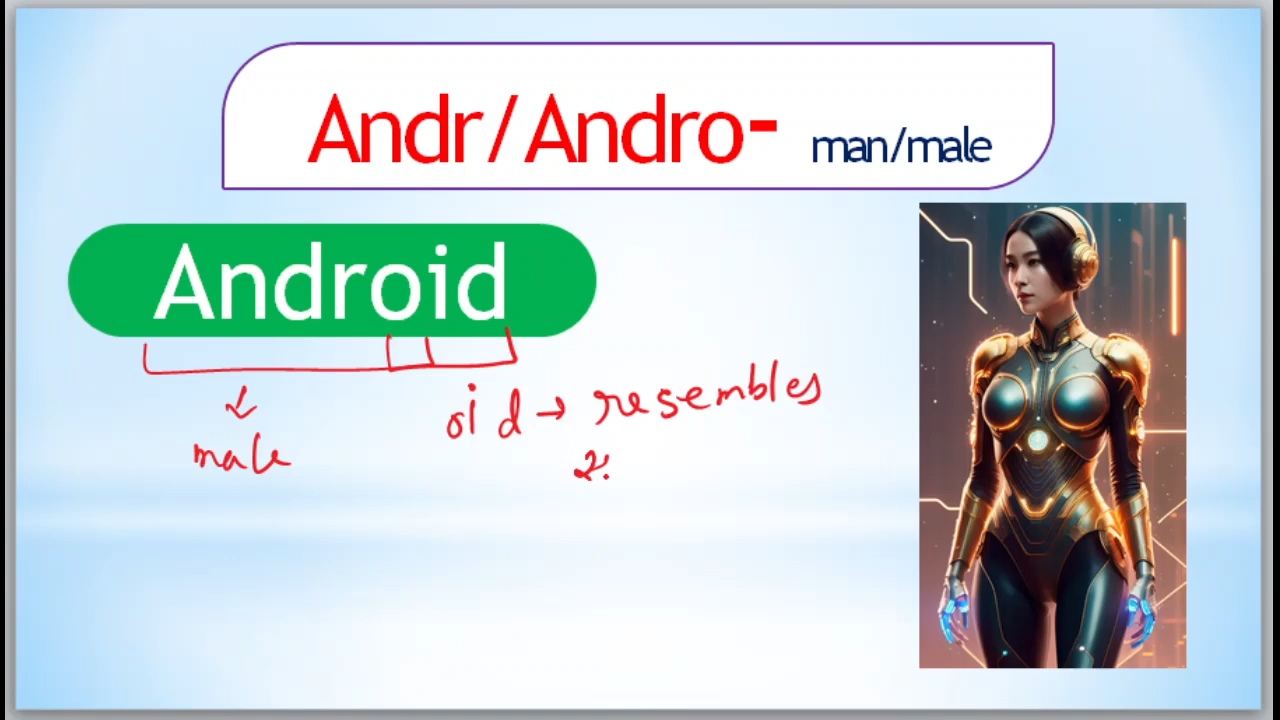 Andr/Andro- man/male
Android
oid → resembles
male